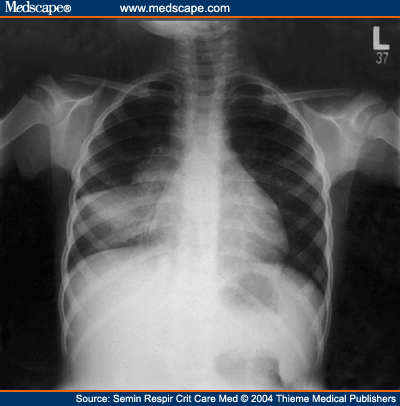 Medscape® www.medscape.com
L
37
Source: Semin Respir Crit Care Med © 2004 Thieme Medical Publishers